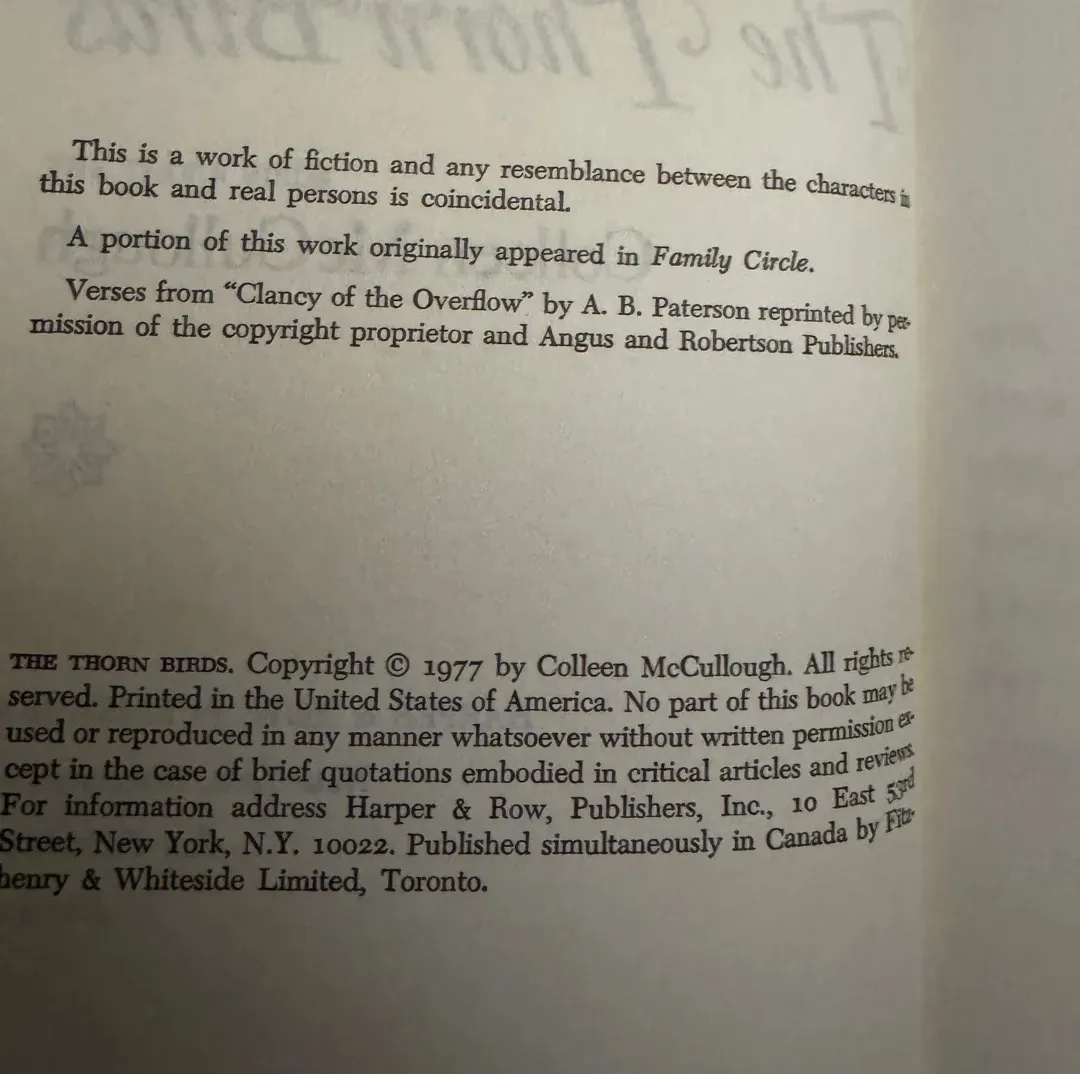 The Thorn Birds
This is a work of fiction and any resemblance between the characters in
this book and real persons is coincidental.
A portion of this work originally appeared in Family Circle.
Verses from “Clancy of the Overflow” by A. B. Paterson reprinted by per-
mission of the copyright proprietor and Angus and Robertson Publishers.
THE THORN BIRDS. Copyright © 1977 by Colleen McCullough. All rights re-
served. Printed in the United States of America. No part of this book may be
used or reproduced in any manner whatsoever without written permission ex-
cept in the case of brief quotations embodied in critical articles and reviews.
For information address Harper & Row, Publishers, Inc., 10 East 53rd
Street, New York, N.Y. 10022. Published simultaneously in Canada by Fitz-
henry & Whiteside Limited, Toronto.